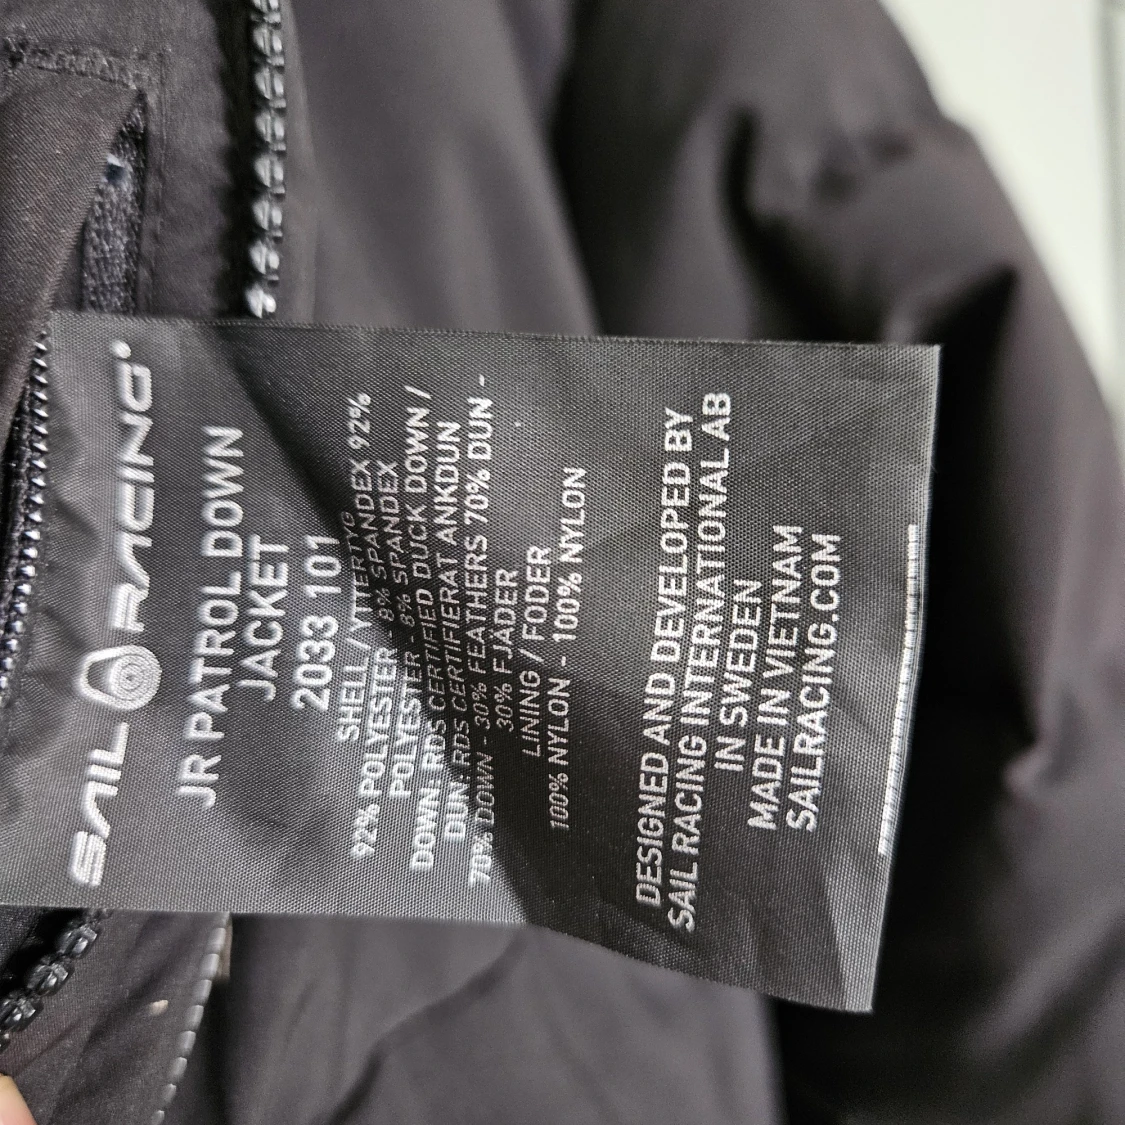 SAIL RACING
JR PATROL DOWN
JACKET
2033 101
SHELL / YTTERTYG
92% POLYESTER - 8% SPANDEX 92%
POLYESTER - 8% SPANDEX
DOWN RDS CERTIFIED DUCK DOWN /
DUN RDS CERTIFIERAT ANKDUN
70% DOWN - 30% FEATHERS 70% DUN -
30% FJÄDER
LINING / FODER
100% NYLON - 100% NYLON
DESIGNED AND DEVELOPED BY
SAIL RACING INTERNATIONAL AB
IN SWEDEN
MADE IN VIETNAM
SAILRACING.COM